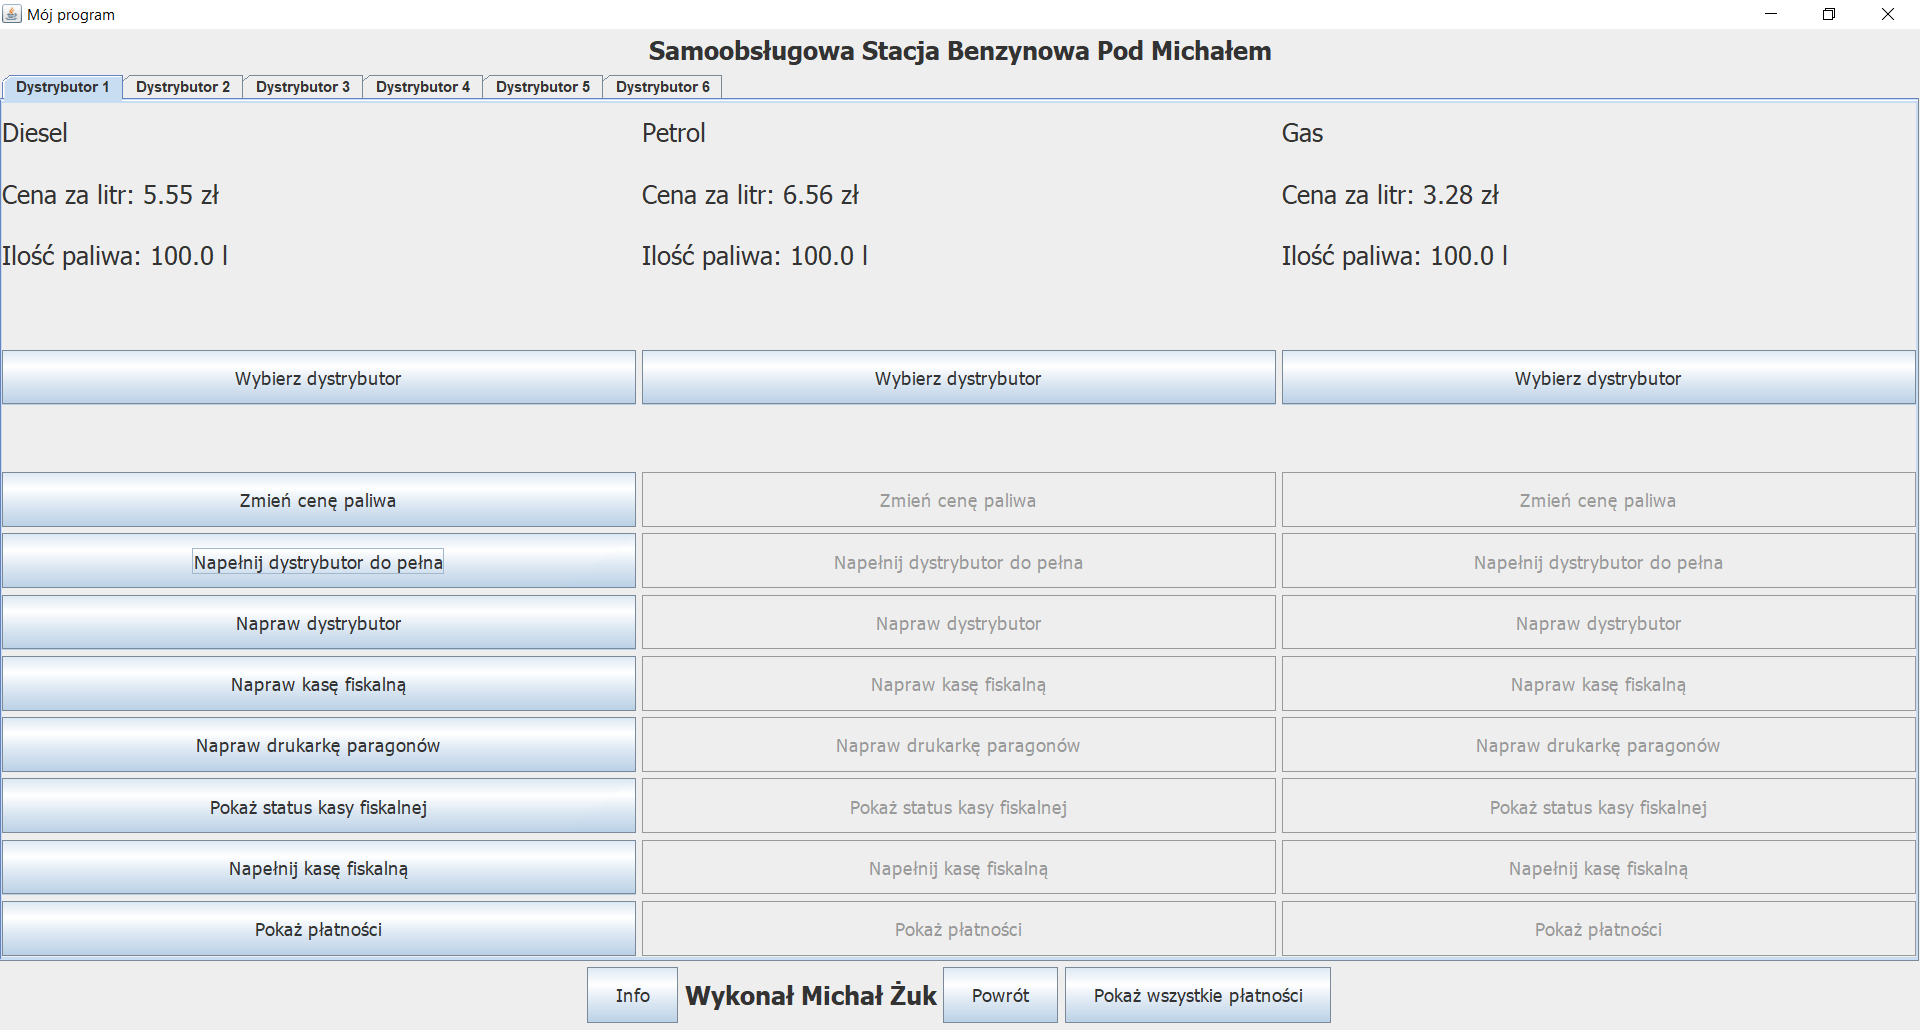 Mój program
Samoobsługowa Stacja Benzynowa Pod Michałem
Dystrybutor 1 Dystrybutor 2 Dystrybutor 3 Dystrybutor 4 Dystrybutor 5 Dystrybutor 6
Diesel Petrol Gas
Cena za litr: 5.55 zł Cena za litr: 6.56 zł Cena za litr: 3.28 zł
Ilość paliwa: 100.0 l Ilość paliwa: 100.0 l Ilość paliwa: 100.0 l
Wybierz dystrybutor Wybierz dystrybutor Wybierz dystrybutor
Zmień cenę paliwa Zmień cenę paliwa Zmień cenę paliwa
Napełnij dystrybutor do pełna Napełnij dystrybutor do pełna Napełnij dystrybutor do pełna
Napraw dystrybutor Napraw dystrybutor Napraw dystrybutor
Napraw kasę fiskalną Napraw kasę fiskalną Napraw kasę fiskalną
Napraw drukarkę paragonów Napraw drukarkę paragonów Napraw drukarkę paragonów
Pokaż status kasy fiskalnej Pokaż status kasy fiskalnej Pokaż status kasy fiskalnej
Napełnij kasę fiskalną Napełnij kasę fiskalną Napełnij kasę fiskalną
Pokaż płatności Pokaż płatności Pokaż płatności
Info Wykonał Michał Żuk Powrót Pokaż wszystkie płatności